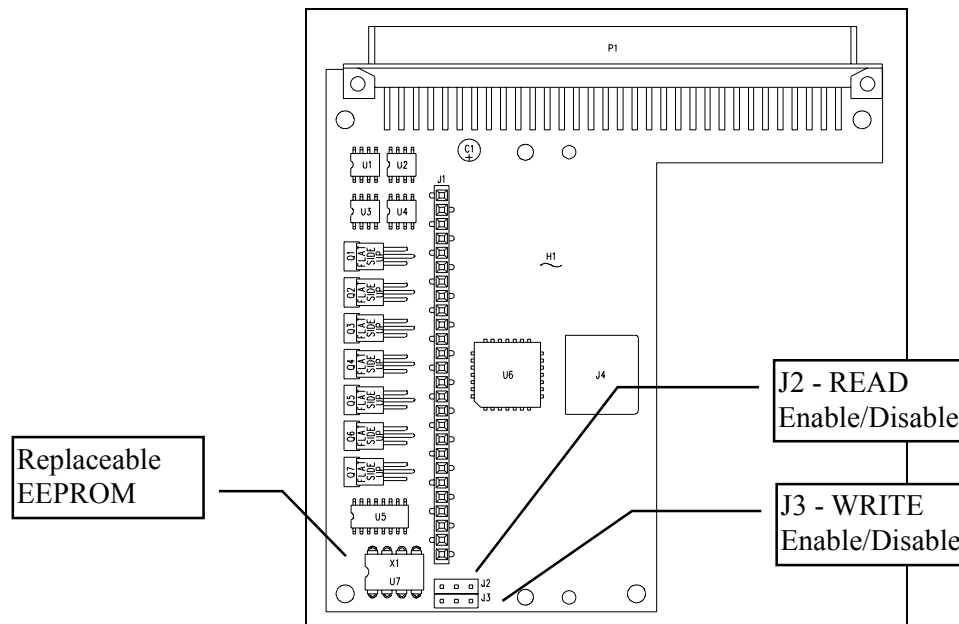 P1
C1
+
U1
U2
J1
U3
U4
Q1
FLAT
SIDE
UP
H1
Q2
FLAT
SIDE
UP
Q3
FLAT
SIDE
UP
Q4
FLAT
SIDE
UP
U6
J4
J2 - READ
Enable/Disable
Q5
FLAT
SIDE
UP
Q6
FLAT
SIDE
UP
Replaceable
EEPROM
Q7
FLAT
SIDE
UP
J3 - WRITE
Enable/Disable
U5
X1
U7
J2
J3